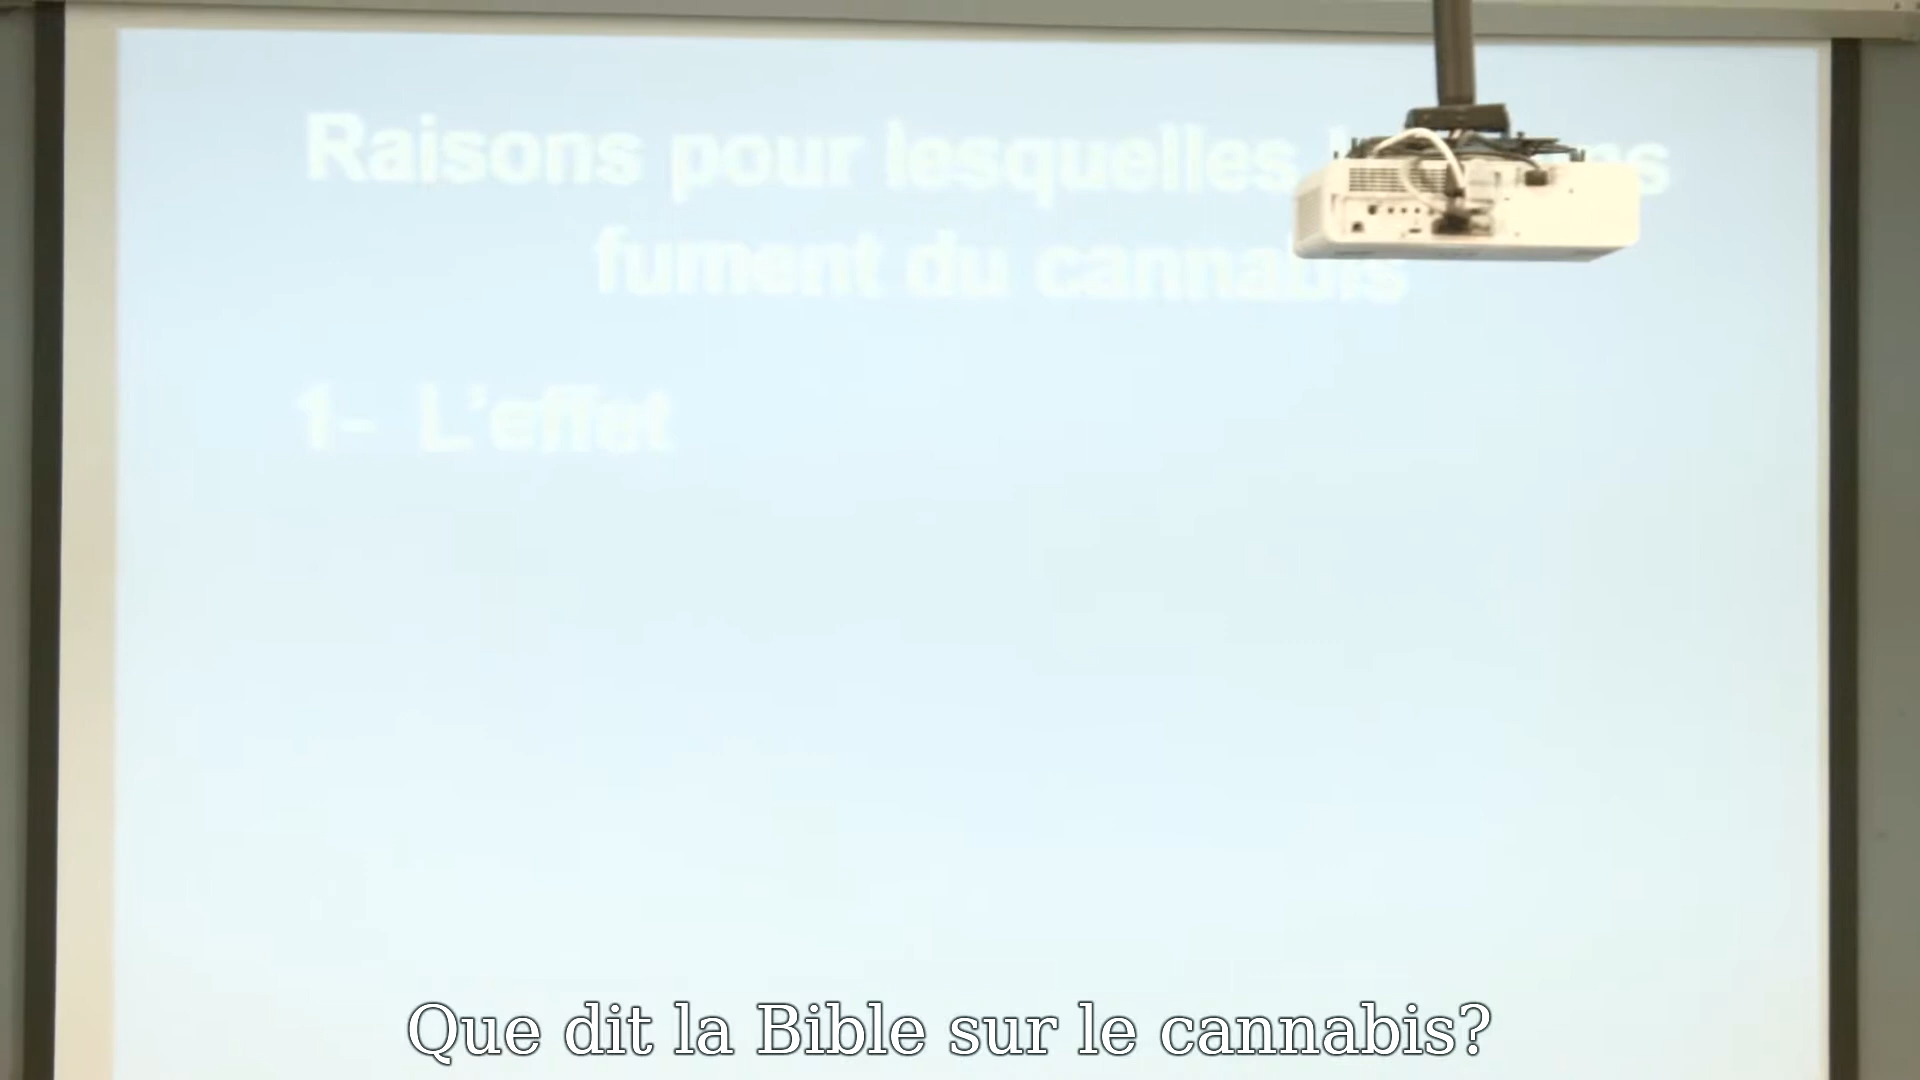 Raisons pour lesquelles
fument du cannabis
1- L'effet
Que dit la Bible sur le cannabis?